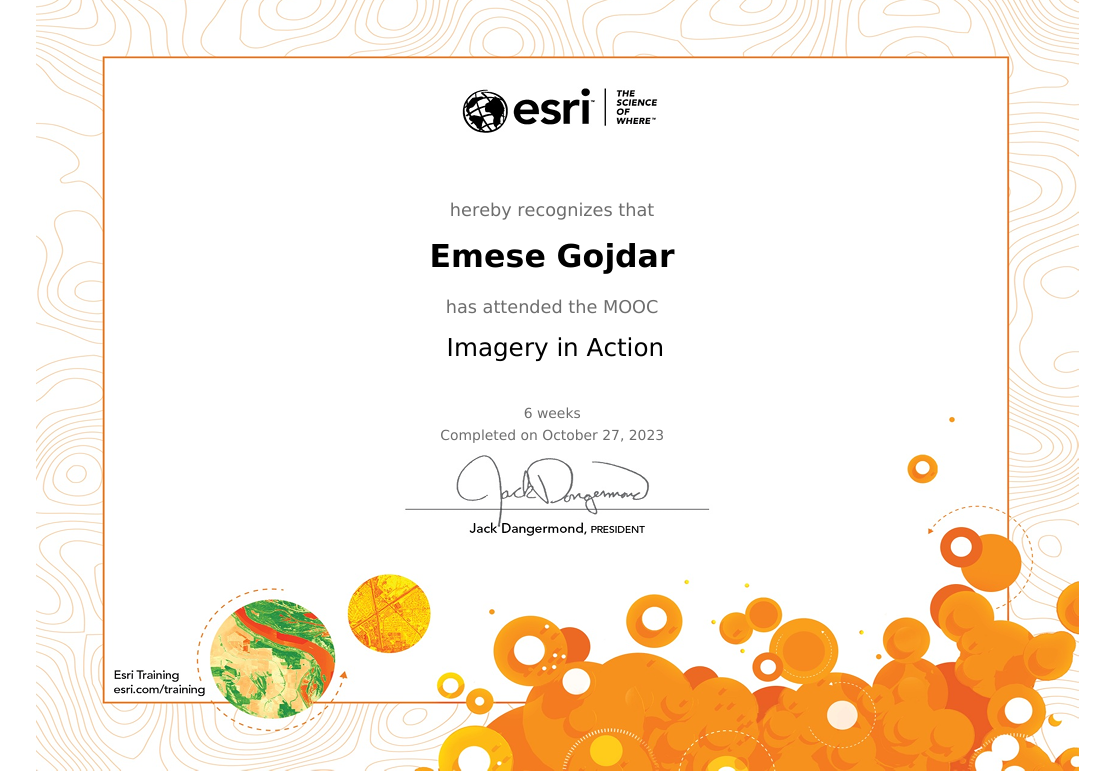 esri™
THE
SCIENCE
OF
WHERE™
hereby recognizes that
Emese Gojdar
has attended the MOOC
Imagery in Action
6 weeks
Completed on October 27, 2023
Jack Dangermond
Jack Dangermond, PRESIDENT
Esri Training
esri.com/training